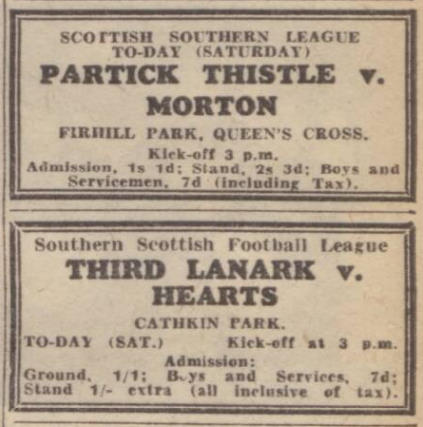 SCOTTISH SOUTHERN LEAGUE
TO-DAY (SATURDAY)
PARTICK THISTLE v.
MORTON
FIRHILL PARK, QUEEN'S CROSS.
Kick-off 3 p.m.
Admission, 1s 1d; Stand, 2s 3d; Boys and
Servicemen, 7d (including Tax).
Southern Scottish Football League
THIRD LANARK v.
HEARTS
CATHKIN PARK.
TO-DAY (SAT.) Kick-off at 3 p.m.
Admission:
Ground, 1/1; Boys and Services, 7d;
Stand 1/- extra (all inclusive of tax).